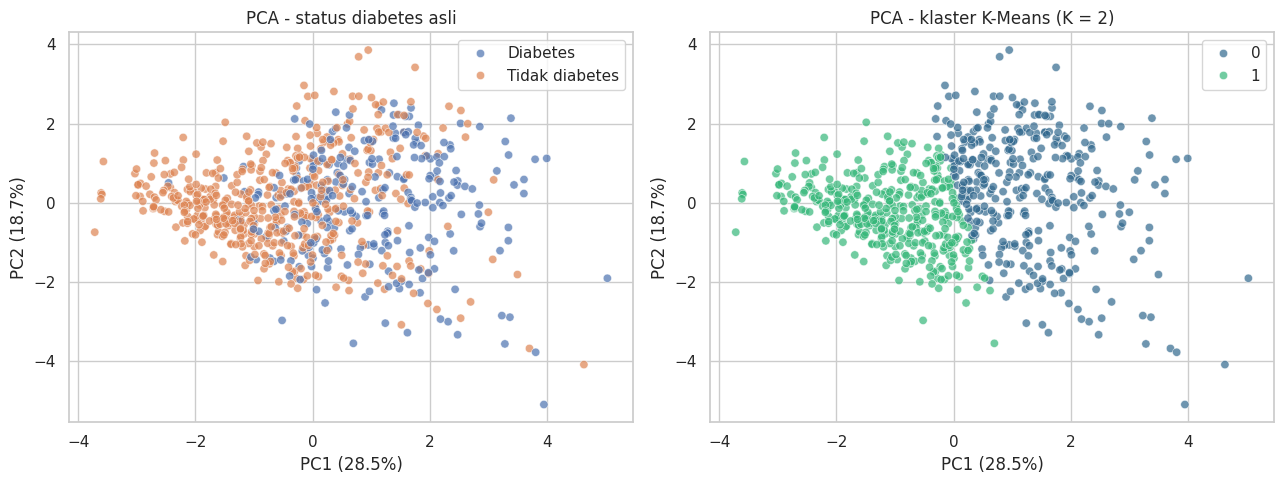 PCA - status diabetes asli
Diabetes
Tidak diabetes
4
2
0
−2
−4
PC2 (18.7%)
−4
−2
0
2
4
PC1 (28.5%)
PCA - klaster K-Means (K = 2)
0
1
4
2
0
−2
−4
PC2 (18.7%)
−4
−2
0
2
4
PC1 (28.5%)